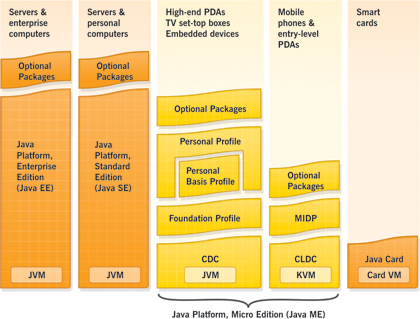 Servers &
enterprise
computers
Servers &
personal
computers
High-end PDAs
TV set-top boxes
Embedded devices
Mobile
phones &
entry-level
PDAs
Smart
cards
Optional
Packages
Optional
Packages
Java
Platform,
Enterprise
Edition
(Java EE)
Java
Platform,
Standard
Edition
(Java SE)
Optional Packages
Personal Profile
Personal
Basis Profile
Optional
Packages
Foundation Profile
MIDP
CDC
CLDC
Java Card
JVM
JVM
JVM
KVM
Card VM
Java Platform, Micro Edition (Java ME)